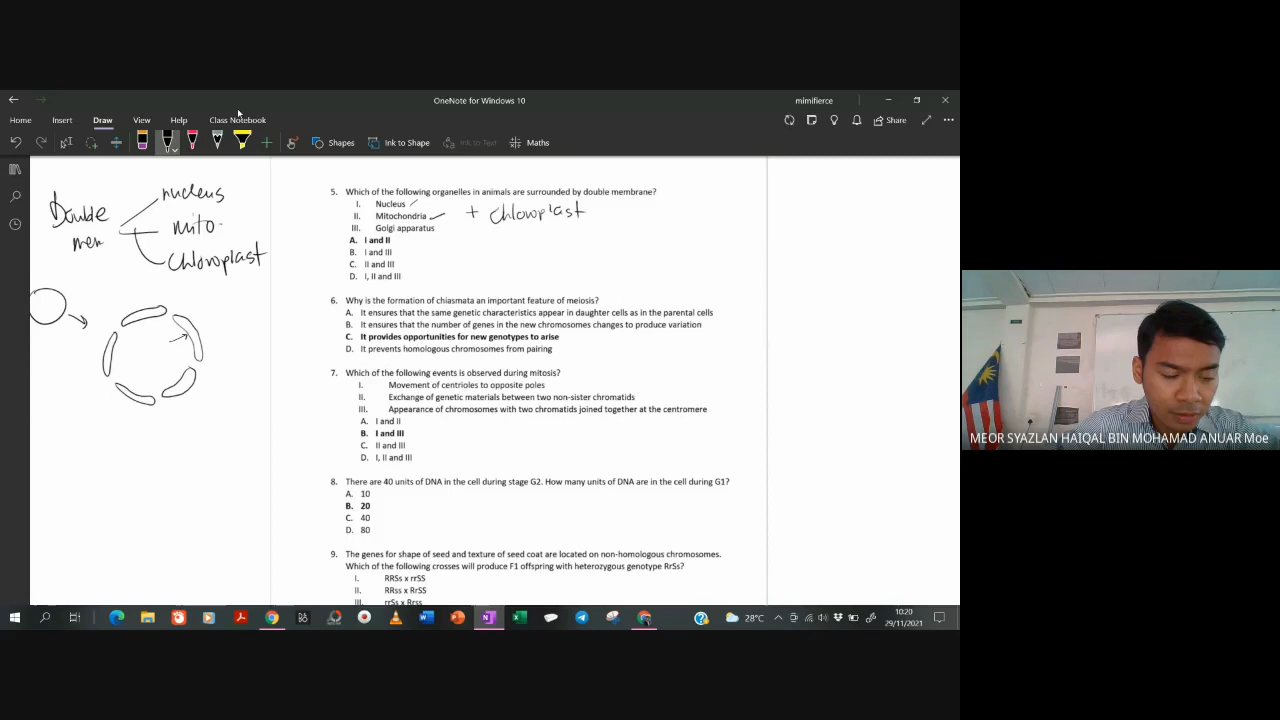 OneNote for Windows 10
mimifierce
Home
Insert
Draw
View
Help
Class Notebook
Share
Shapes
Ink to Shape
Ink to Text
Maths
Double
mem
nucleus
mito.
chloroplast
5. Which of the following organelles in animals are surrounded by double membrane?
I. Nucleus
II. Mitochondria
+ chloroplast
III. Golgi apparatus
A. I and II
B. I and III
C. II and III
D. I, II and III
6. Why is the formation of chiasmata an important feature of meiosis?
A. It ensures that the same genetic characteristics appear in daughter cells as in the parental cells
B. It ensures that the number of genes in the new chromosomes changes to produce variation
C. It provides opportunities for new genotypes to arise
D. It prevents homologous chromosomes from pairing
7. Which of the following events is observed during mitosis?
I. Movement of centrioles to opposite poles
II. Exchange of genetic materials between two non-sister chromatids
III. Appearance of chromosomes with two chromatids joined together at the centromere
A. I and II
B. I and III
C. II and III
D. I, II and III
8. There are 40 units of DNA in the cell during stage G2. How many units of DNA are in the cell during G1?
A. 10
B. 20
C. 40
D. 80
9. The genes for shape of seed and texture of seed coat are located on non-homologous chromosomes.
Which of the following crosses will produce F1 offspring with heterozygous genotype RrSs?
I. RRSs x rrSS
II. RRss x RrSS
III. rrSs x Rrss
28°C
10:20
29/11/2021
MEOR SYAZLAN HAIQAL BIN MOHAMAD ANUAR Moe